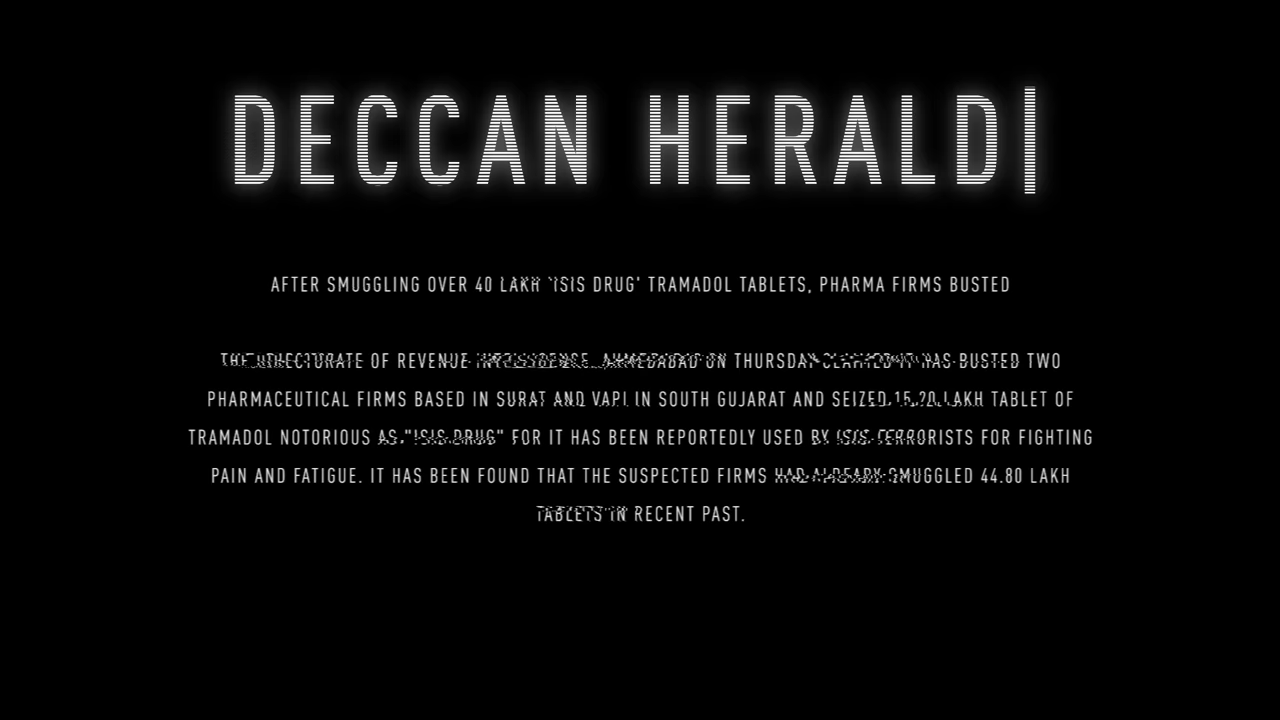 DECCAN HERALD
AFTER SMUGGLING OVER 40 LAKH 'ISIS DRUG' TRAMADOL TABLETS, PHARMA FIRMS BUSTED
THE DIRECTORATE OF REVENUE INTELLIGENCE, AHMEDABAD ON THURSDAY CLAIMED IT HAS BUSTED TWO
PHARMACEUTICAL FIRMS BASED IN SURAT AND VAPI IN SOUTH GUJARAT AND SEIZED 15.20 LAKH TABLET OF
TRAMADOL NOTORIOUS AS "ISIS DRUG" FOR IT HAS BEEN REPORTEDLY USED BY ISIS TERRORISTS FOR FIGHTING
PAIN AND FATIGUE. IT HAS BEEN FOUND THAT THE SUSPECTED FIRMS HAD ALREADY SMUGGLED 44.80 LAKH
TABLETS IN RECENT PAST.